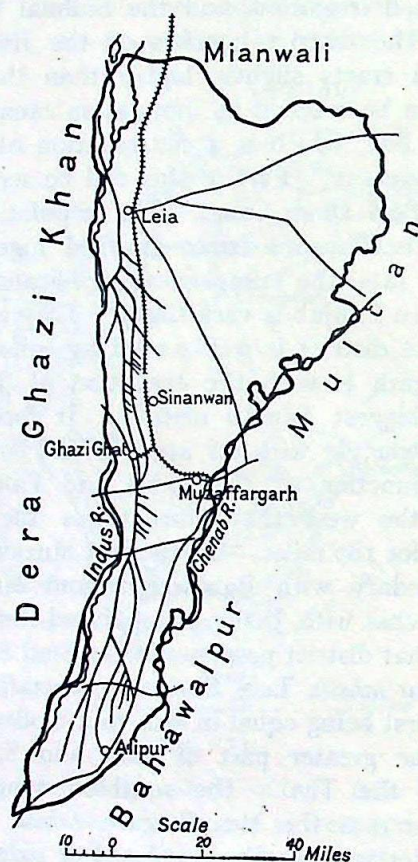 Mianwali
Dera Ghazi Khan
Leia
Multan
Sinanwan
Ghazi Ghat
Muzaffargarh
Indus R.
Chenab R.
Bahawalpur
Alipur
Scale
10 0 20 40 Miles